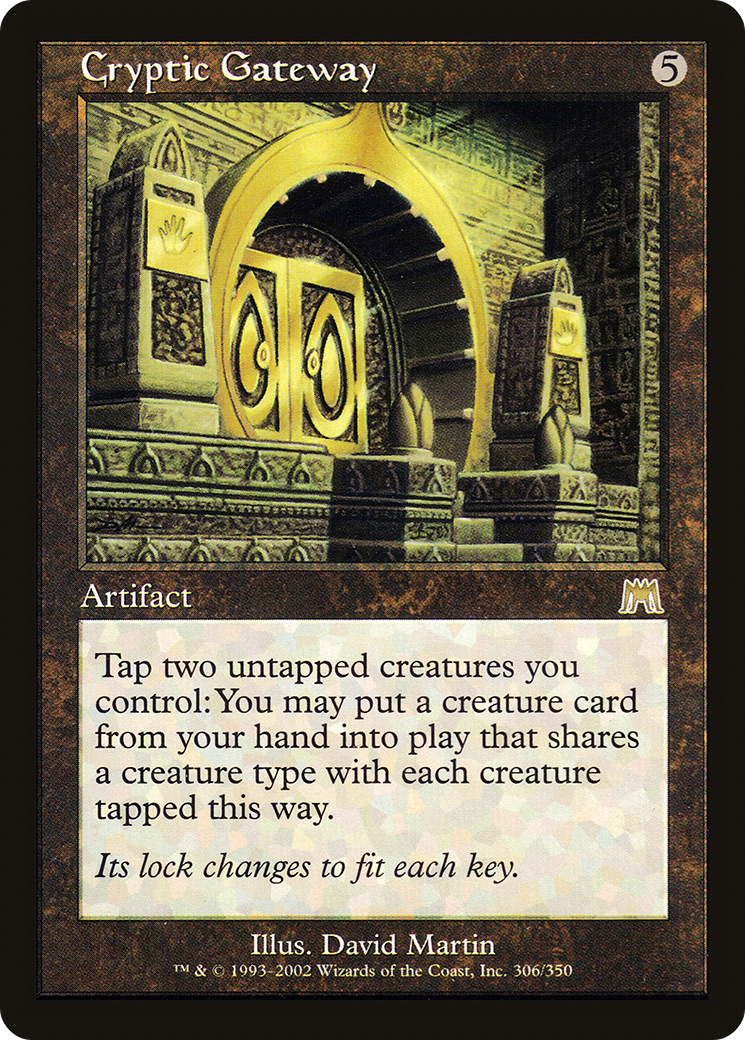 Cryptic Gateway
5
Artifact
Tap two untapped creatures you
control: You may put a creature card
from your hand into play that shares
a creature type with each creature
tapped this way.
Its lock changes to fit each key.
Illus. David Martin
™ & © 1993-2002 Wizards of the Coast, Inc. 306/350